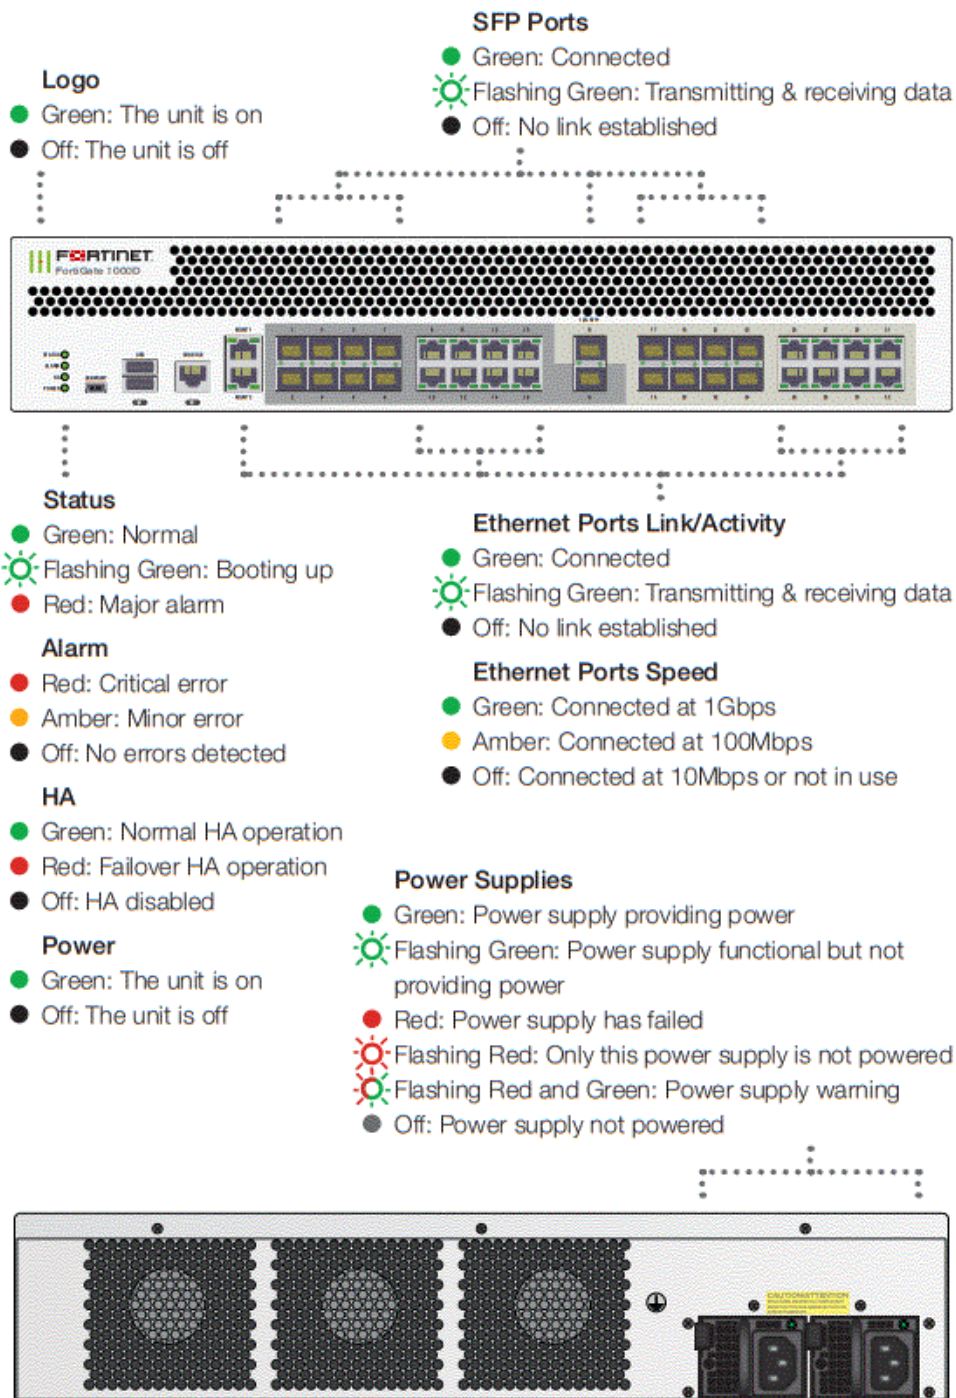 SFP Ports
Green: Connected
Flashing Green: Transmitting & receiving data
Off: No link established
Logo
Green: The unit is on
Off: The unit is off
FORTINET
FortiGate 1000D
Status
Green: Normal
Flashing Green: Booting up
Red: Major alarm
Alarm
Red: Critical error
Amber: Minor error
Off: No errors detected
HA
Green: Normal HA operation
Red: Failover HA operation
Off: HA disabled
Power
Green: The unit is on
Off: The unit is off
Ethernet Ports Link/Activity
Green: Connected
Flashing Green: Transmitting & receiving data
Off: No link established
Ethernet Ports Speed
Green: Connected at 1Gbps
Amber: Connected at 100Mbps
Off: Connected at 10Mbps or not in use
Power Supplies
Green: Power supply providing power
Flashing Green: Power supply functional but not
providing power
Red: Power supply has failed
Flashing Red: Only this power supply is not powered
Flashing Red and Green: Power supply warning
Off: Power supply not powered
CAUTION/ATTENTION